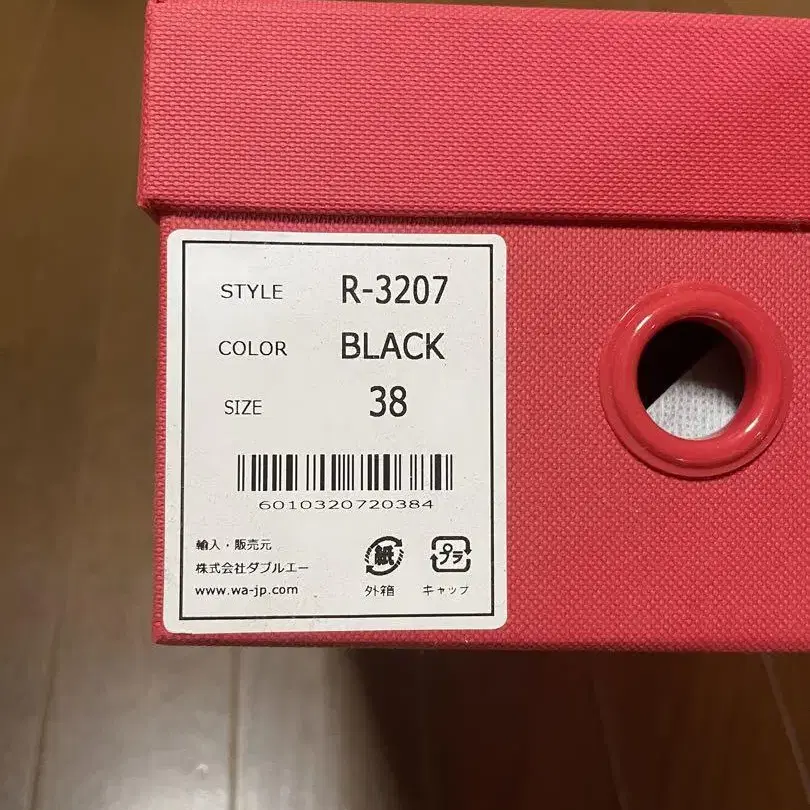 STYLE R-3207
COLOR BLACK
SIZE 38
6010320720384
輸入・販売元
株式会社ダブルエー
www.wa-jp.com
紙
外箱
プラ
キャップ